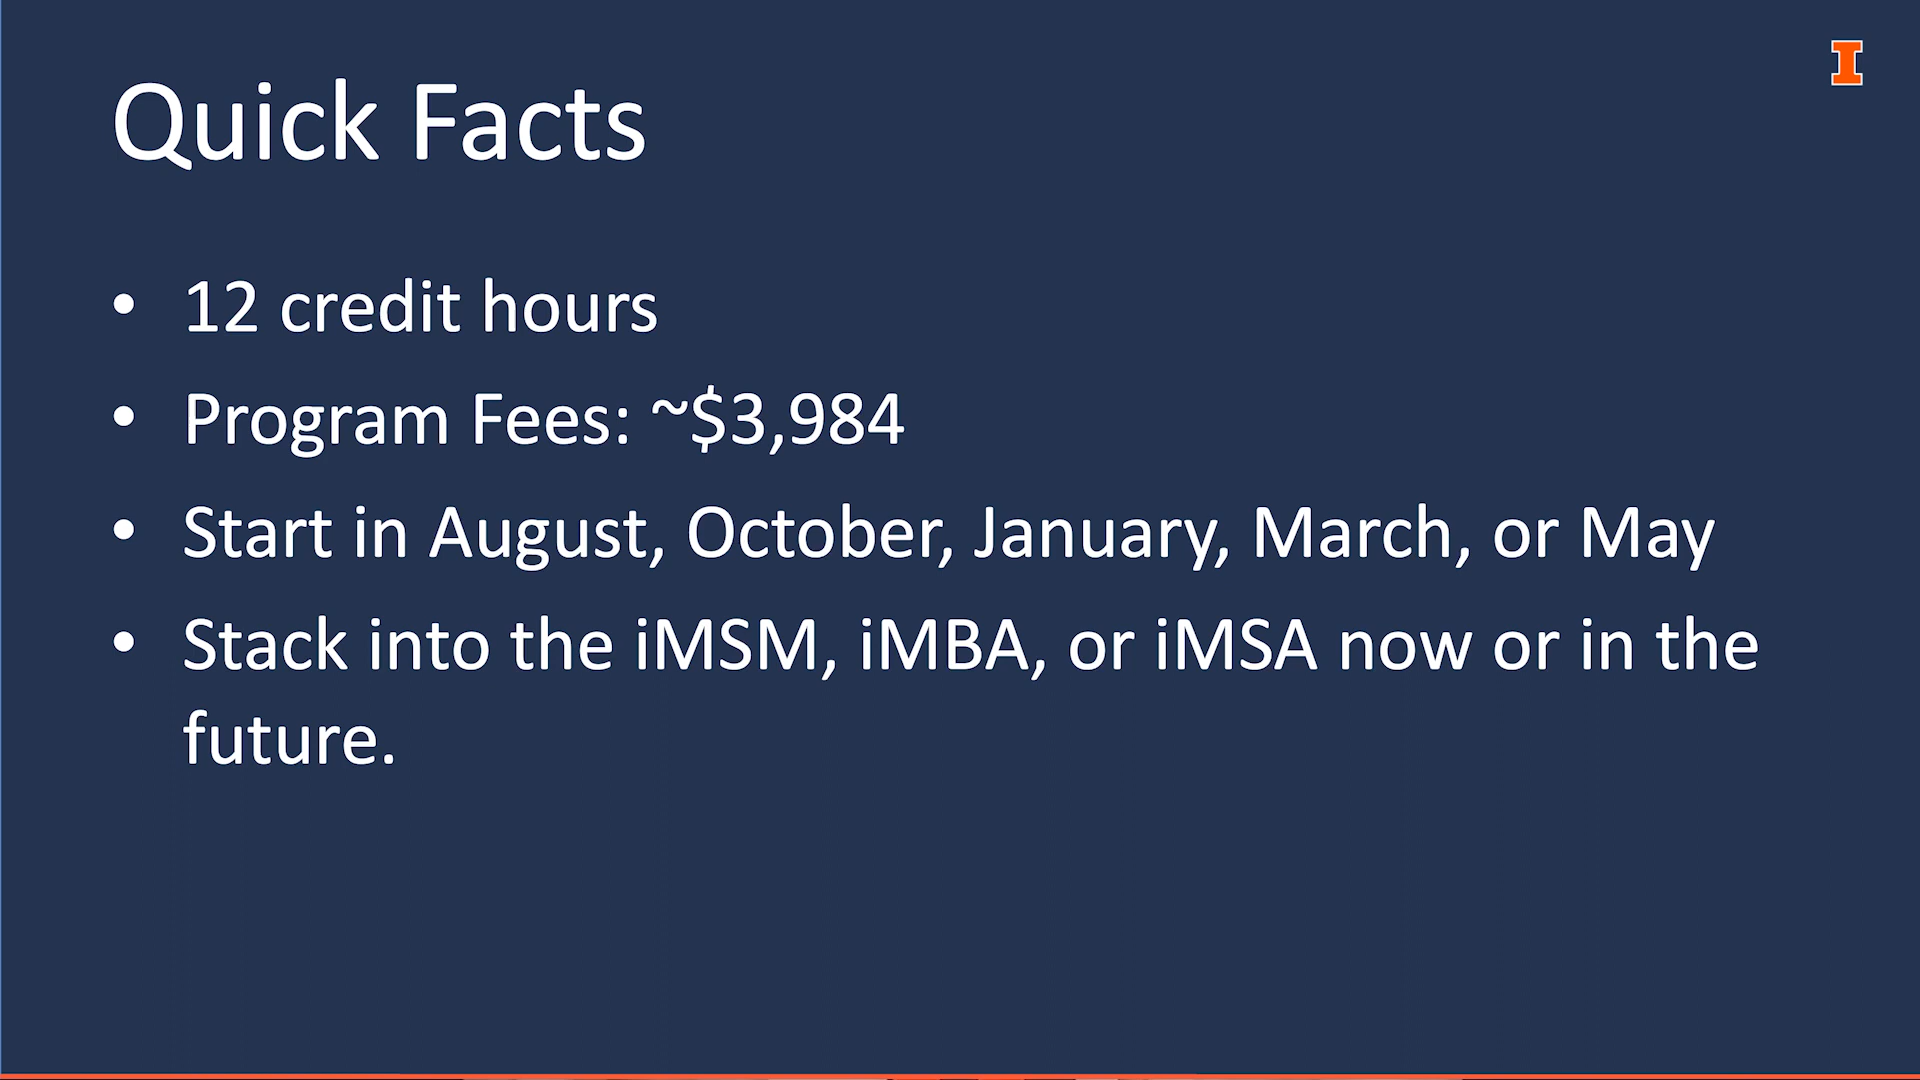 I
Quick Facts
• 12 credit hours
• Program Fees: ~$3,984
• Start in August, October, January, March, or May
• Stack into the iMSM, iMBA, or iMSA now or in the
future.